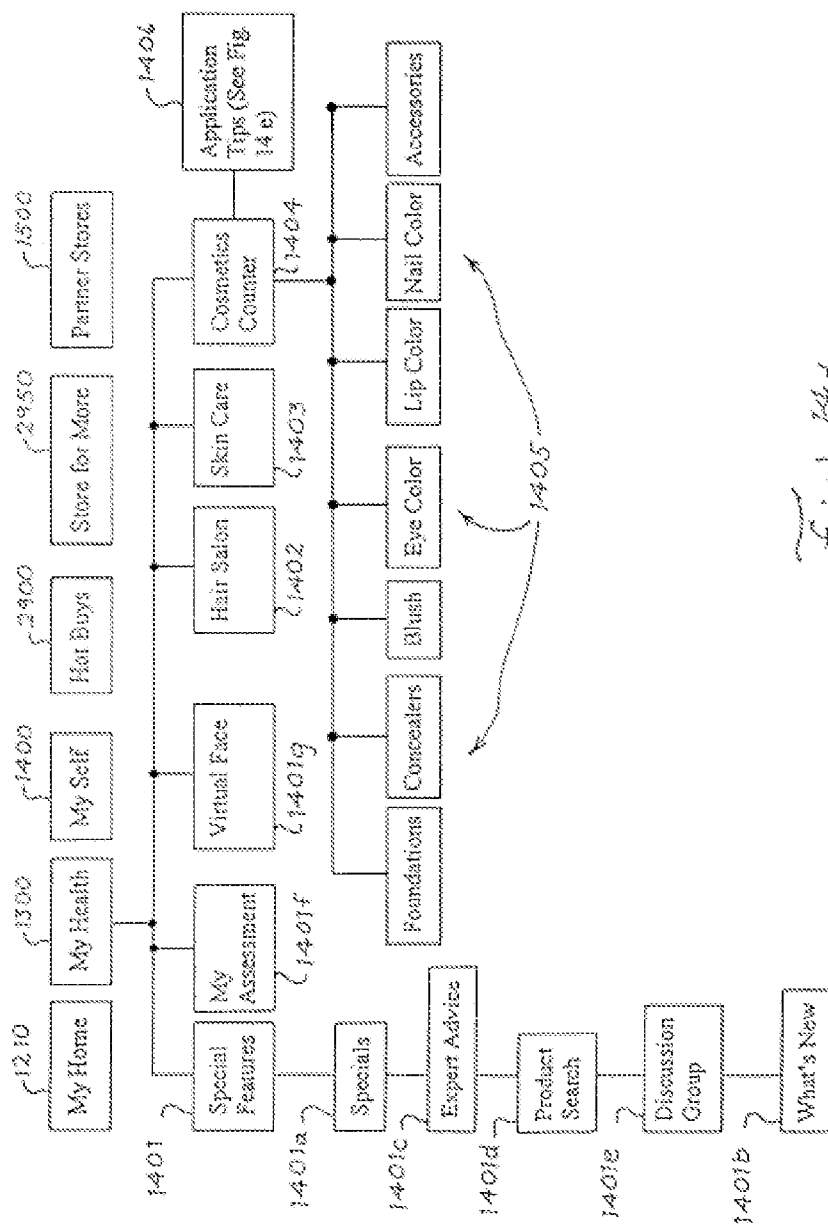 1210
My Home
1300
My Health
1400
My Self
2900
Hot Buys
2950
Store for More
1500
Partner Stores
1401
Special
Features
My
Assessment
1401f
Virtual Face
1401g
Hair Salon
1402
Skin Care
1403
Cosmetics
Counter
1404
1406
Application
Tips (See Fig.
14 e)
1401a
Specials
1401c
Expert Advice
1401d
Product
Search
1401e
Discussion
Group
1401b
What's New
Foundations
Concealers
Blush
Eye Color
Lip Color
Nail Color
Accessories
1405